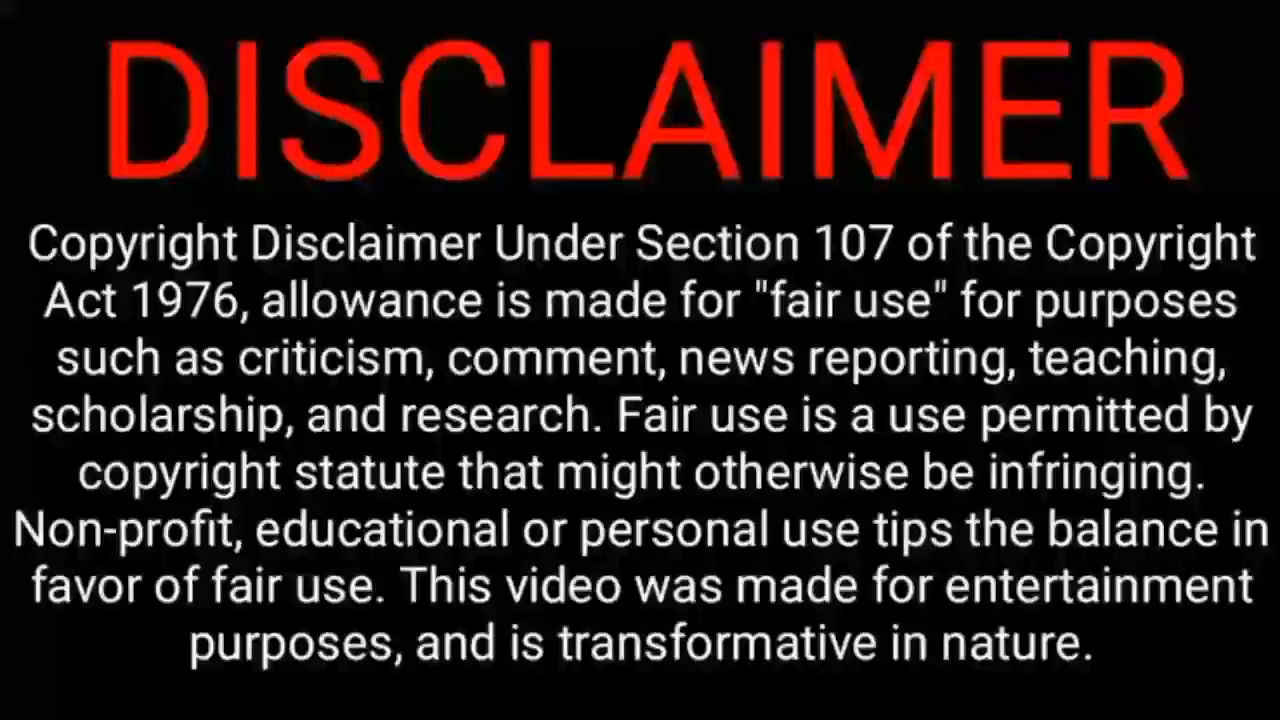 DISCLAIMER
Copyright Disclaimer Under Section 107 of the Copyright
Act 1976, allowance is made for "fair use" for purposes
such as criticism, comment, news reporting, teaching,
scholarship, and research. Fair use is a use permitted by
copyright statute that might otherwise be infringing.
Non-profit, educational or personal use tips the balance in
favor of fair use. This video was made for entertainment
purposes, and is transformative in nature.